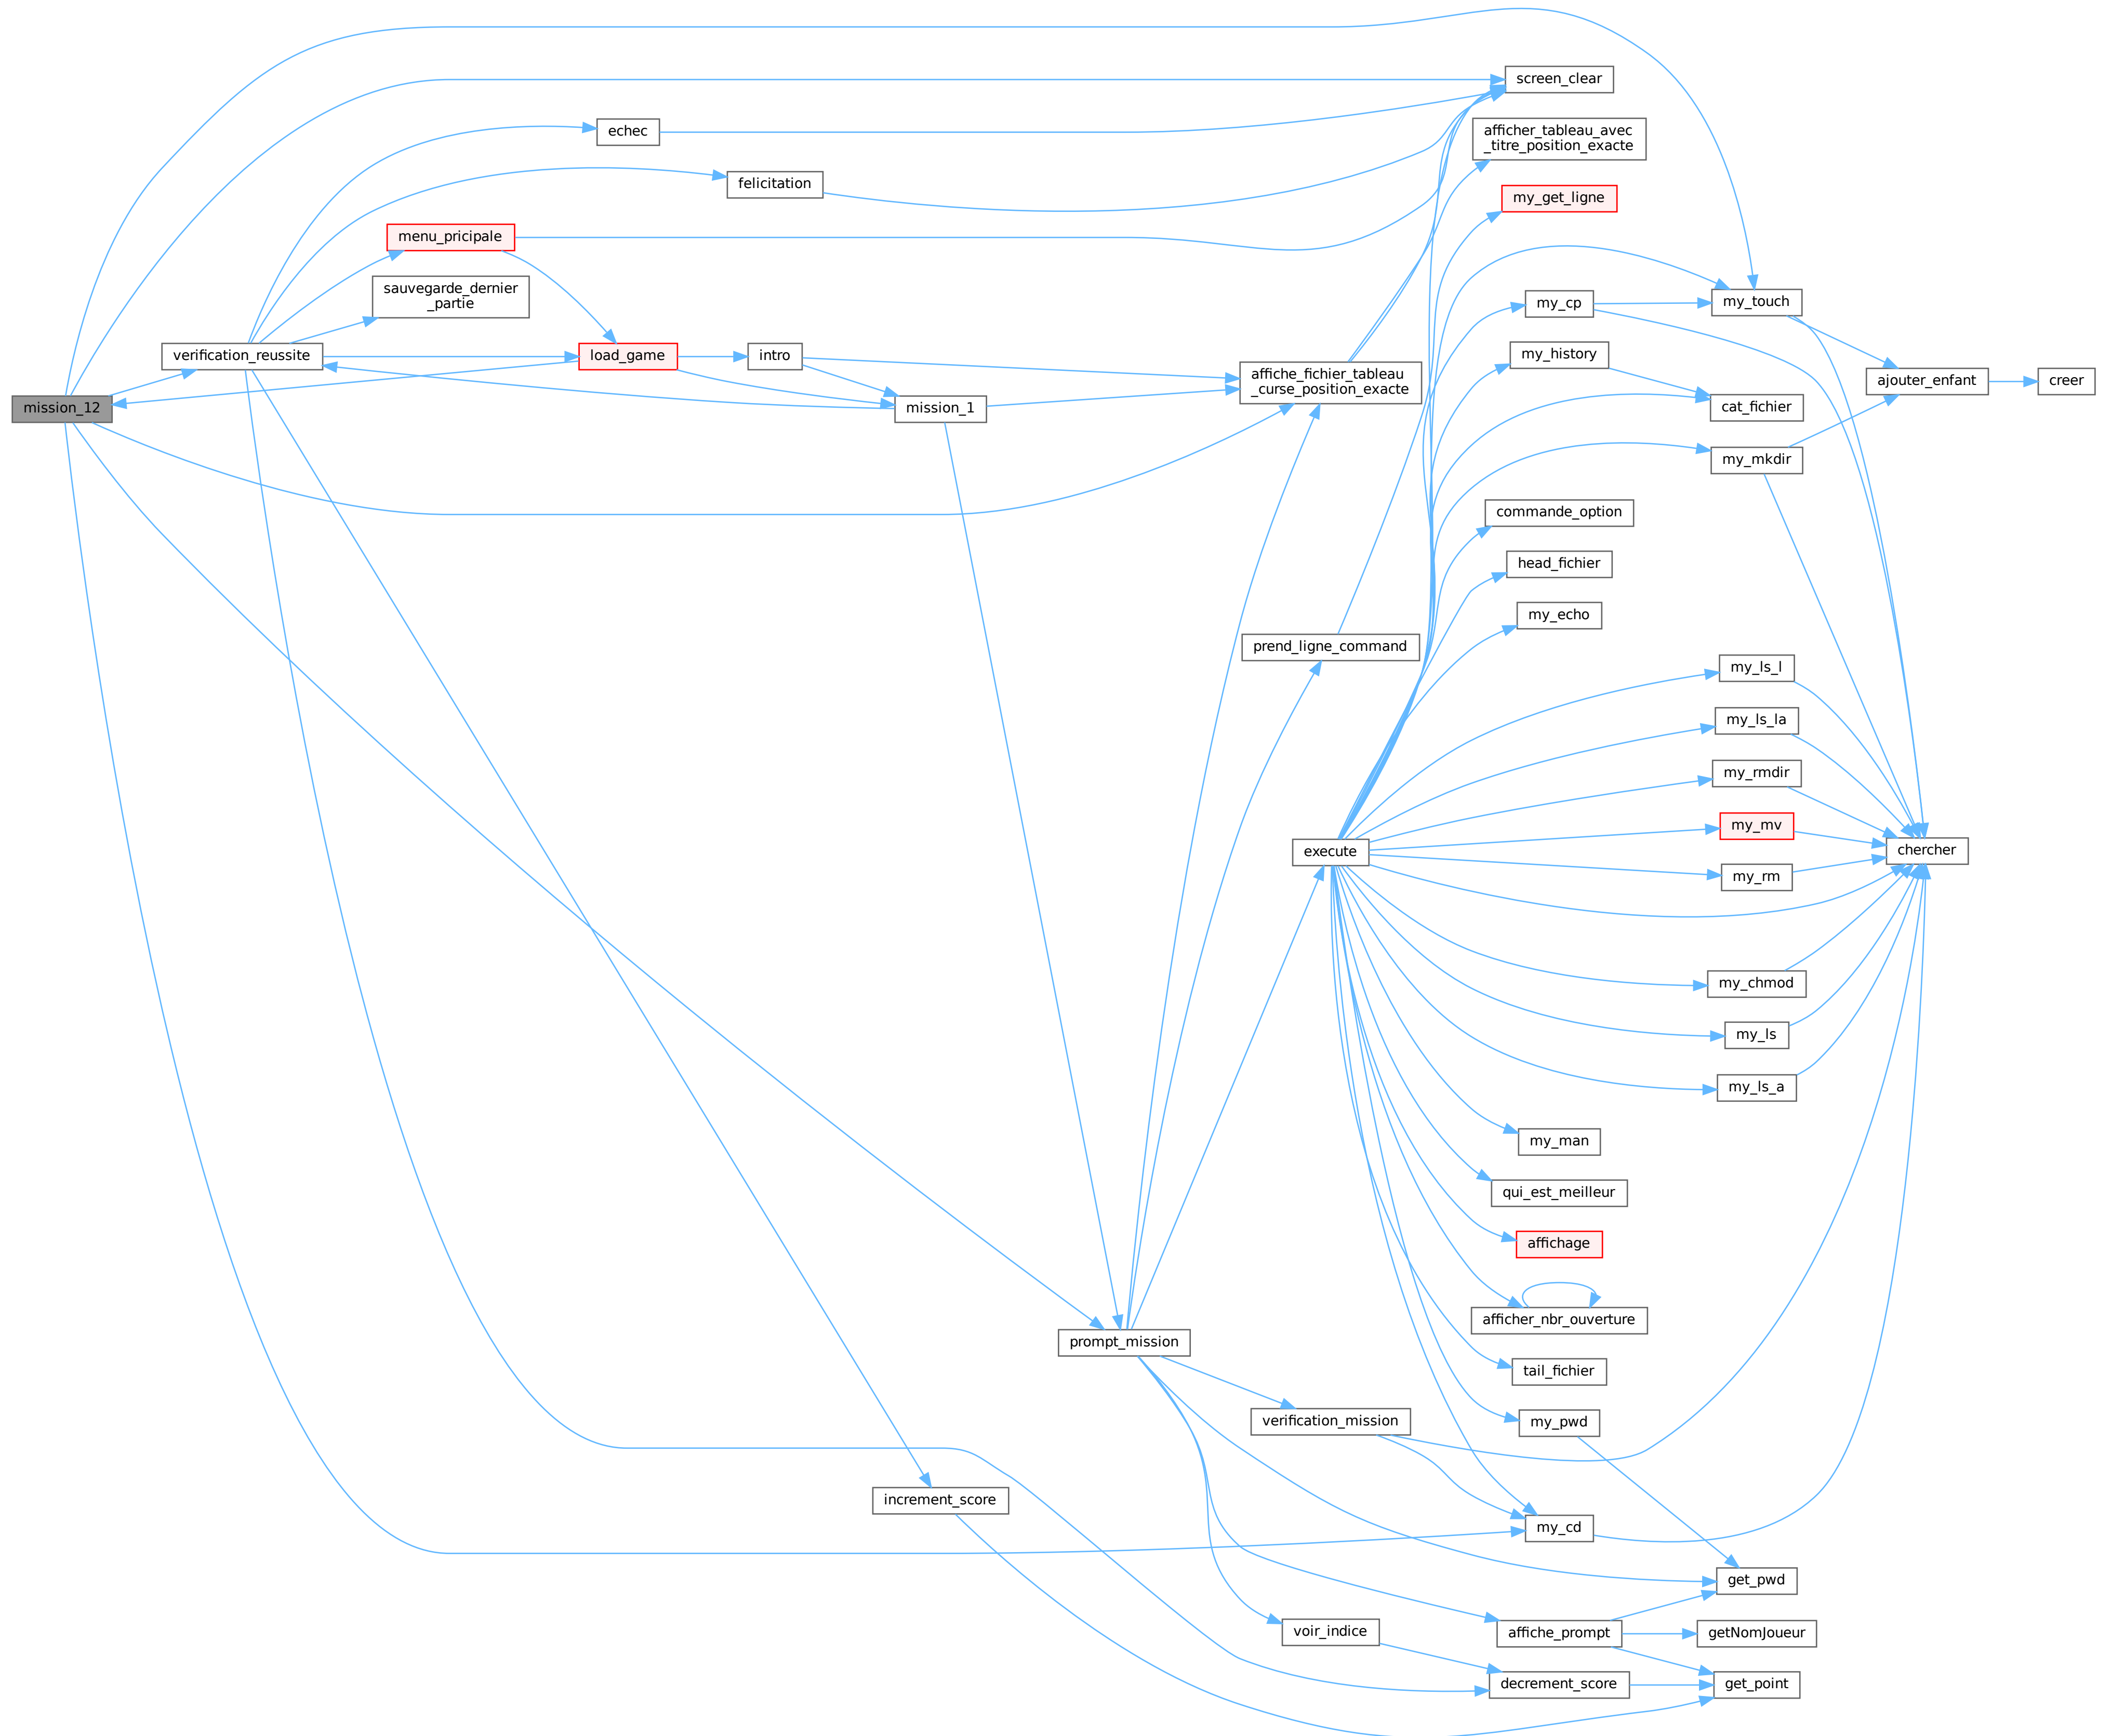 screen_clear
afficher_tableau_avec
_titre_position_exacte
echec
felicitation
my_get_ligne
menu_pricipale
sauvegarde_dernier
_partie
my_cp
my_touch
verification_reussite
load_game
intro
my_history
affiche_fichier_tableau
_curse_position_exacte
ajouter_enfant
creer
mission_12
mission_1
cat_fichier
my_mkdir
commande_option
head_fichier
my_echo
prend_ligne_command
my_ls_l
my_ls_la
my_rmdir
my_mv
execute
chercher
my_rm
my_chmod
my_ls
my_ls_a
my_man
qui_est_meilleur
affichage
afficher_nbr_ouverture
prompt_mission
tail_fichier
verification_mission
my_pwd
increment_score
my_cd
get_pwd
voir_indice
affiche_prompt
getNomJoueur
decrement_score
get_point